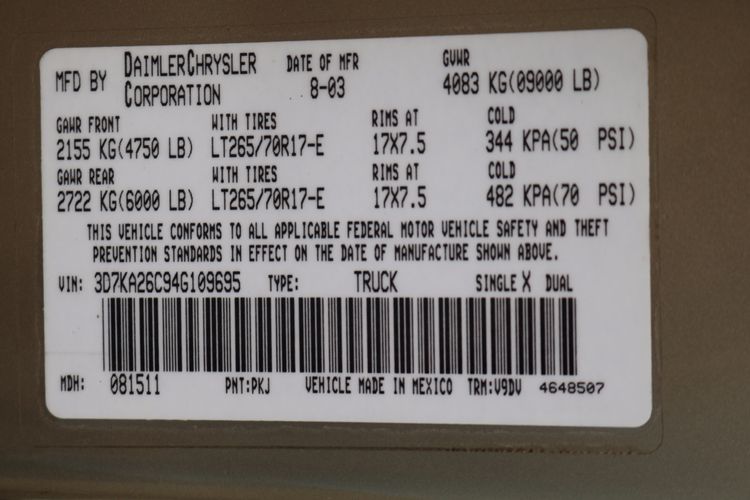 MFD BY DAIMLERCHRYSLER CORPORATION DATE OF MFR 8-03 GVWR 4083 KG(09000 LB)
GAWR FRONT WITH TIRES RIMS AT COLD
2155 KG(4750 LB) LT265/70R17-E 17X7.5 344 KPA(50 PSI)
GAWR REAR WITH TIRES RIMS AT COLD
2722 KG(6000 LB) LT265/70R17-E 17X7.5 482 KPA(70 PSI)
THIS VEHICLE CONFORMS TO ALL APPLICABLE FEDERAL MOTOR VEHICLE SAFETY AND THEFT
PREVENTION STANDARDS IN EFFECT ON THE DATE OF MANUFACTURE SHOWN ABOVE.
VIN: 3D7KA26C94G109695 TYPE: TRUCK SINGLE X DUAL
MDH: 081511 PNT:PKJ VEHICLE MADE IN MEXICO TRM:V9DV 4648507